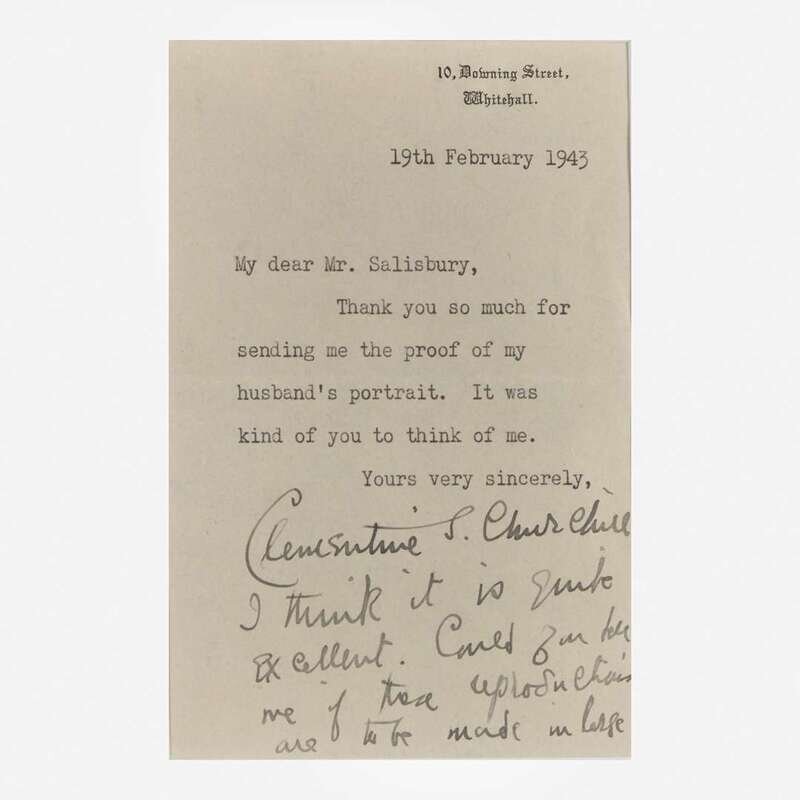 10, Downing Street,
Whitehall.
19th February 1943
My dear Mr. Salisbury,
Thank you so much for
sending me the proof of my
husband's portrait. It was
kind of you to think of me.
Yours very sincerely,
Clementine S. Churchill
I think it is quite
Excellent. Could you tell
me if these reproductions
are to be made in large